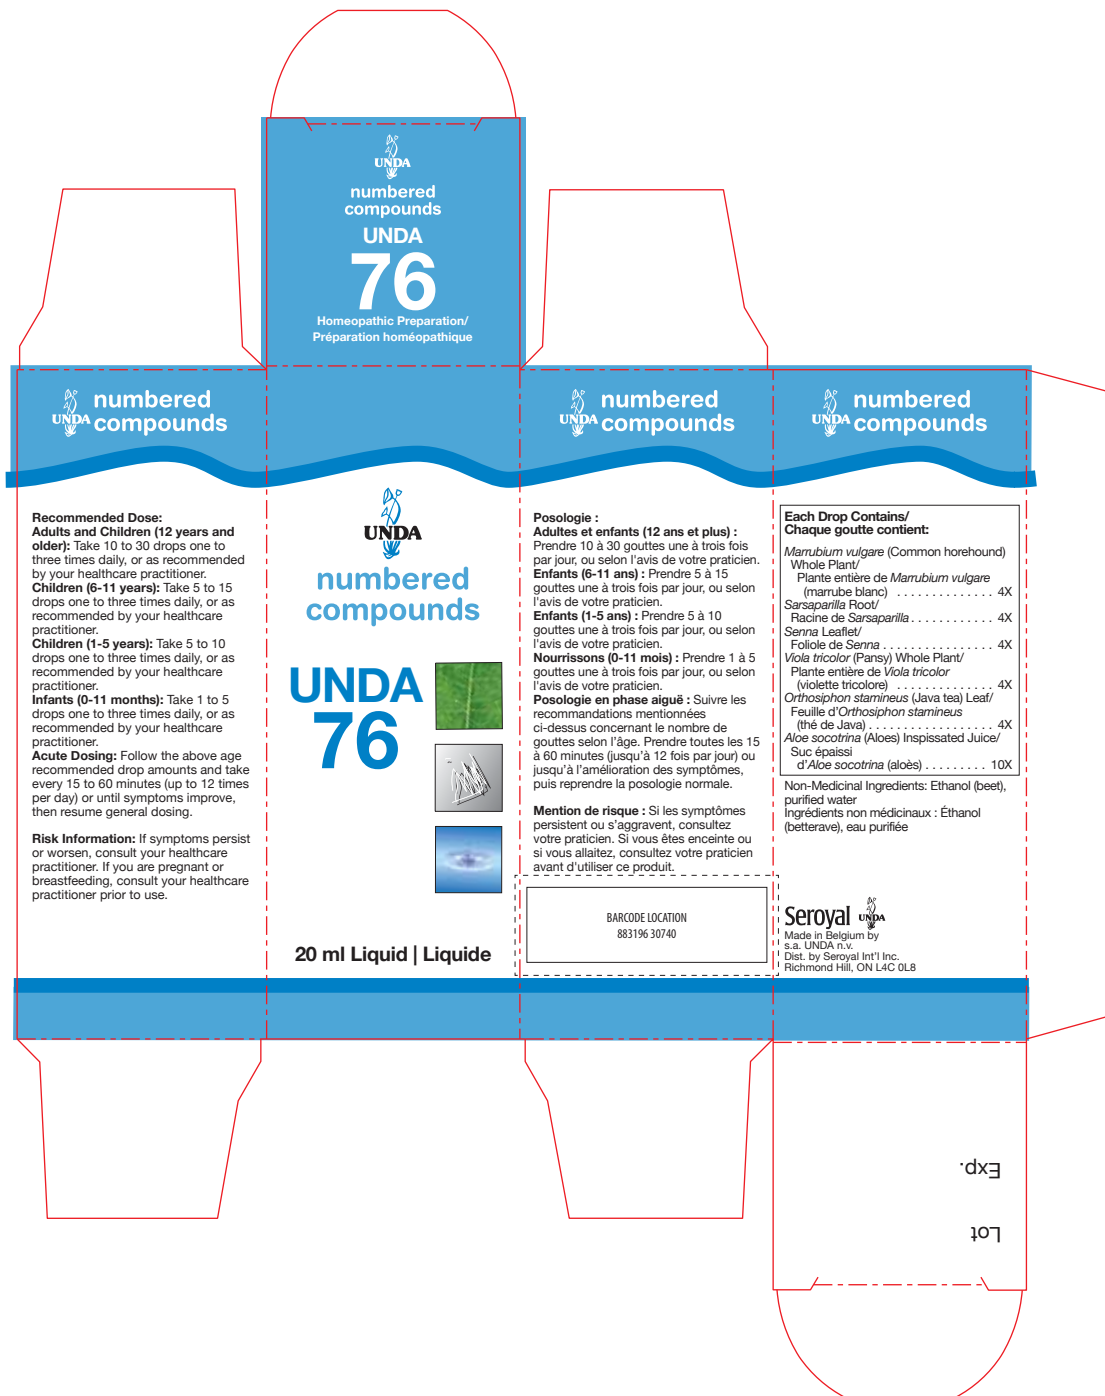 UNDA
numbered
compounds
UNDA
76
Homeopathic Preparation/
Préparation homéopathique
UNDA
numbered
compounds
Recommended Dose:
Adults and Children (12 years and
older): Take 10 to 30 drops one to
three times daily, or as recommended
by your healthcare practitioner.
Children (6-11 years): Take 5 to 15
drops one to three times daily, or as
recommended by your healthcare
practitioner.
Children (1-5 years): Take 5 to 10
drops one to three times daily, or as
recommended by your healthcare
practitioner.
Infants (0-11 months): Take 1 to 5
drops one to three times daily, or as
recommended by your healthcare
practitioner.
Acute Dosing: Follow the above age
recommended drop amounts and take
every 15 to 60 minutes (up to 12 times
per day) or until symptoms improve,
then resume general dosing.
Risk Information: If symptoms persist
or worsen, consult your healthcare
practitioner. If you are pregnant or
breastfeeding, consult your healthcare
practitioner prior to use.
UNDA
numbered
compounds
UNDA
76
20 ml Liquid | Liquide
UNDA
numbered
compounds
Posologie :
Adultes et enfants (12 ans et plus) :
Prendre 10 à 30 gouttes une à trois fois
par jour, ou selon l'avis de votre praticien.
Enfants (6-11 ans) : Prendre 5 à 15
gouttes une à trois fois par jour, ou selon
l'avis de votre praticien.
Enfants (1-5 ans) : Prendre 5 à 10
gouttes une à trois fois par jour, ou selon
l'avis de votre praticien.
Nourrissons (0-11 mois) : Prendre 1 à 5
gouttes une à trois fois par jour, ou selon
l'avis de votre praticien.
Posologie en phase aiguë : Suivre les
recommandations mentionnées
ci-dessus concernant le nombre de
gouttes selon l'âge. Prendre toutes les 15
à 60 minutes (jusqu'à 12 fois par jour) ou
jusqu'à l'amélioration des symptômes,
puis reprendre la posologie normale.
Mention de risque : Si les symptômes
persistent ou s'aggravent, consultez
votre praticien. Si vous êtes enceinte ou
si vous allaitez, consultez votre praticien
avant d'utiliser ce produit.
BARCODE LOCATION
883196 30740
UNDA
numbered
compounds
Each Drop Contains/
Chaque goutte contient:
Marrubium vulgare (Common horehound)
Whole Plant/
Plante entière de Marrubium vulgare
(marrube blanc) . . . . . . . . . . . . . . 4X
Sarsaparilla Root/
Racine de Sarsaparilla . . . . . . . . . . . . 4X
Senna Leaflet/
Foliole de Senna . . . . . . . . . . . . . . . . 4X
Viola tricolor (Pansy) Whole Plant/
Plante entière de Viola tricolor
(violette tricolore) . . . . . . . . . . . . . . 4X
Orthosiphon stamineus (Java tea) Leaf/
Feuille d'Orthosiphon stamineus
(thé de Java) . . . . . . . . . . . . . . . . . . 4X
Aloe socotrina (Aloes) Inspissated Juice/
Suc épaissi
d'Aloe socotrina (aloès) . . . . . . . . . 10X
Non-Medicinal Ingredients: Ethanol (beet),
purified water
Ingrédients non médicinaux : Éthanol
(betterave), eau purifiée
Seroyal UNDA
Made in Belgium by
s.a. UNDA n.v.
Dist. by Seroyal Int'l Inc.
Richmond Hill, ON L4C 0L8
Exp.
Lot